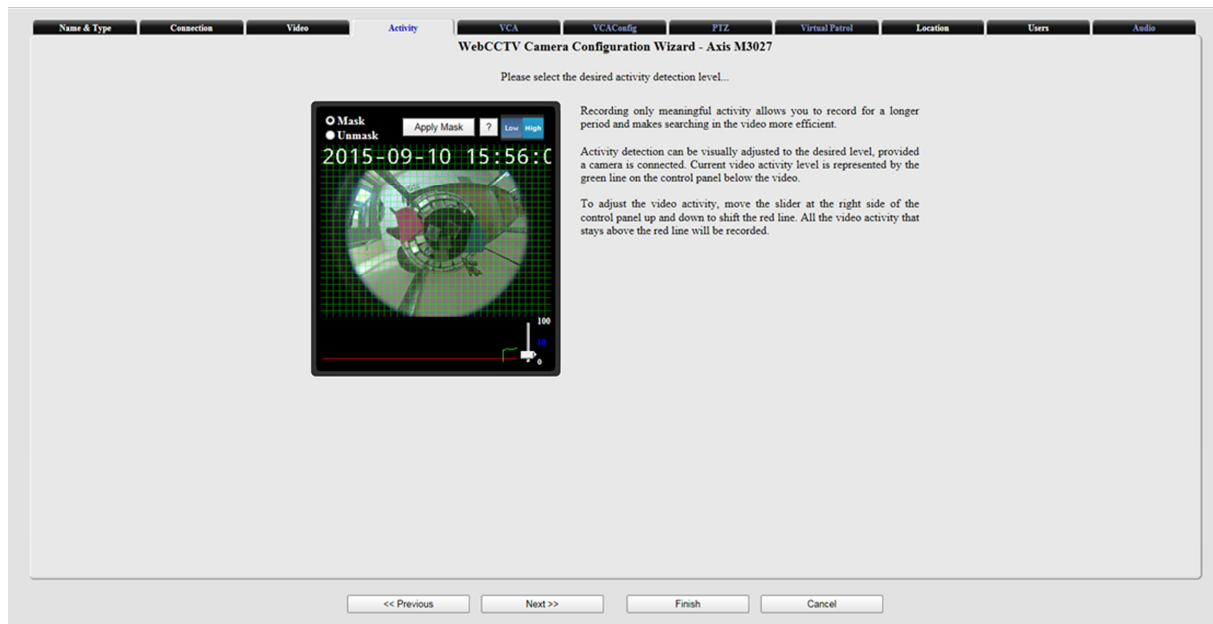 Name & Type Connection Video Activity VCA VCAConfig PTZ Virtual Patrol Location Users Audio
WebCCTV Camera Configuration Wizard - Axis M3027
Please select the desired activity detection level...
Mask
Unmask
Apply Mask ? Low High
2015-09-10 15:56:0
100
10
0
Recording only meaningful activity allows you to record for a longer
period and makes searching in the video more efficient.
Activity detection can be visually adjusted to the desired level, provided
a camera is connected. Current video activity level is represented by the
green line on the control panel below the video.
To adjust the video activity, move the slider at the right side of the
control panel up and down to shift the red line. All the video activity that
stays above the red line will be recorded.
<< Previous Next >> Finish Cancel